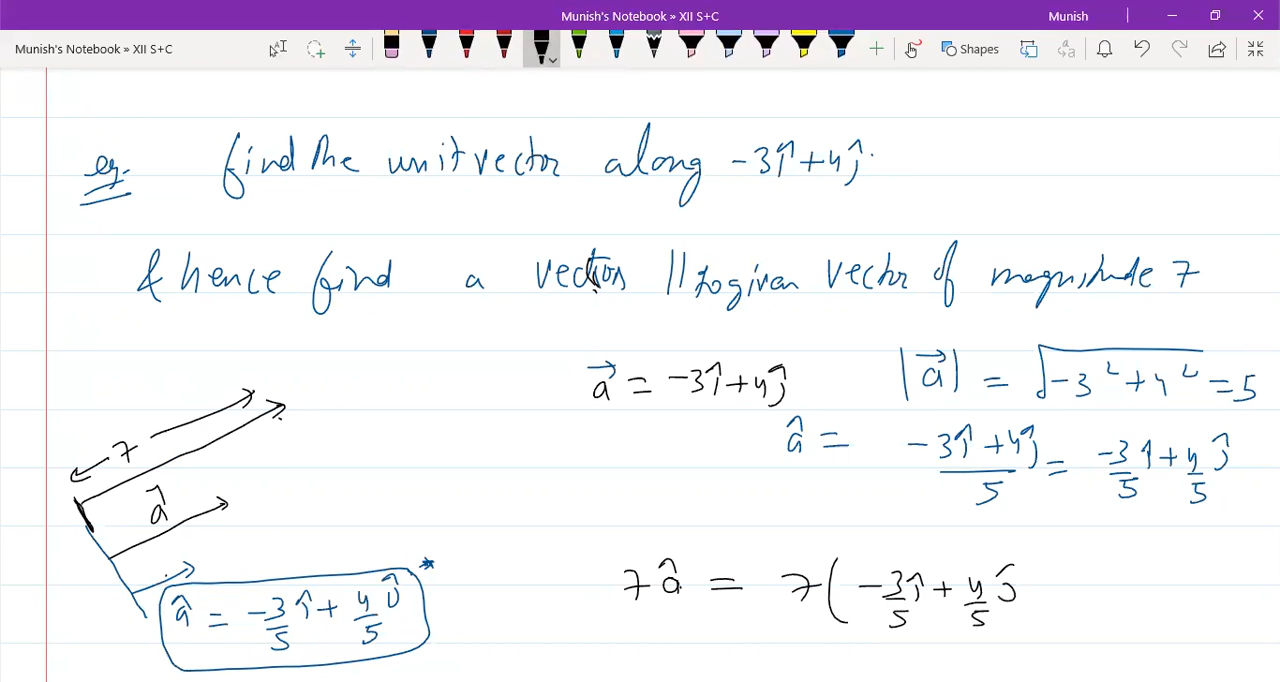 Munish's Notebook » XII S+C
Munish
Munish's Notebook » XII S+C
Shapes
eg. find the unit vector along -3î+4ĵ.
& hence find a vector || to given vector of magnitude 7
a⃗ = -3î+4ĵ |a⃗| = √-3²+4² = 5
â = -3î+4ĵ/5 = -3/5 î + 4/5 ĵ
7
â
â = -3/5 î + 4/5 ĵ *
7â = 7( -3/5 î + 4/5 ĵ